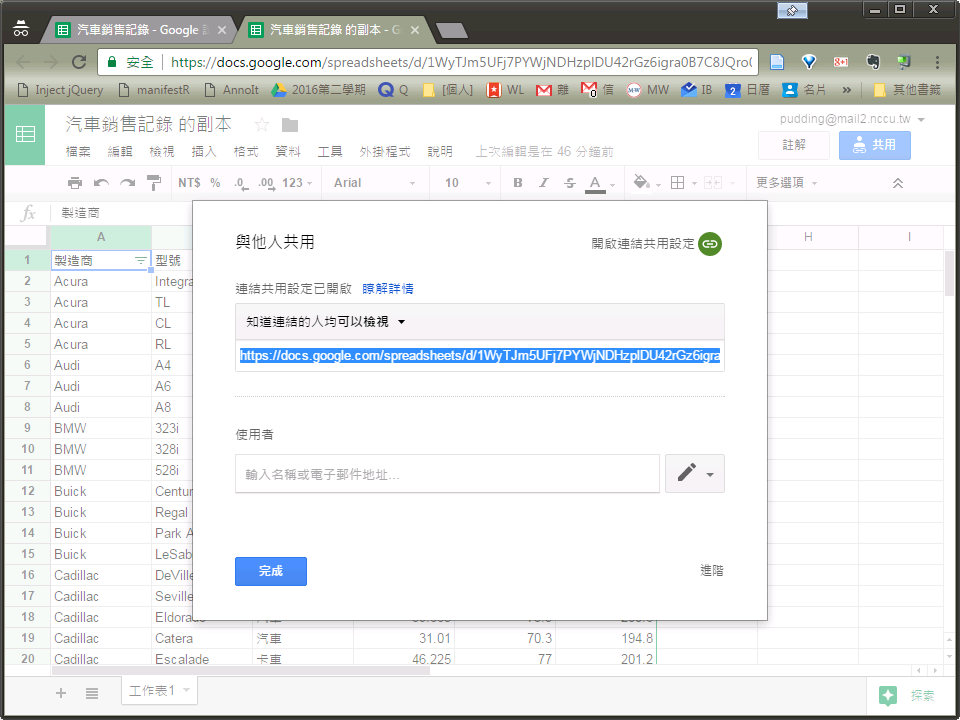 汽車銷售記錄 - Google
汽車銷售記錄 的副本 - G
安全 https://docs.google.com/spreadsheets/d/1WyTJm5UFj7PYWjNDHzpIDU42rGz6igra0B7C8JQro
Inject jQuery manifestR AnnoIt 2016第二學期 Q [個人] WL 離 信 MW IB 日曆 名片 » 其他書籤
汽車銷售記錄 的副本
pudding@mail2.nccu.tw
檔案 編輯 檢視 插入 格式 資料 工具 外掛程式 說明 上次編輯是在 46 分鐘前
註解 共用
NT$ % .0 .00 123 Arial 10 B I S A 更多選項
fx 製造商
A H I
1 製造商 型號
2 Acura Integra
3 Acura TL
4 Acura CL
5 Acura RL
6 Audi A4
7 Audi A6
8 Audi A8
9 BMW 323i
10 BMW 328i
11 BMW 528i
12 Buick Centur
13 Buick Regal
14 Buick Park A
15 Buick LeSab
16 Cadillac DeVille
17 Cadillac Seville
18 Cadillac Eldorad
19 Cadillac Catera 汽車 31.01 70.3 194.8
20 Cadillac Escalade 卡車 46.225 77 201.2
與他人共用
開啟連結共用設定
連結共用設定已開啟 瞭解詳情
知道連結的人均可以檢視
https://docs.google.com/spreadsheets/d/1WyTJm5UFj7PYWjNDHzpIDU42rGz6igra
使用者
輸入名稱或電子郵件地址...
完成
進階
+ 工作表1
探索